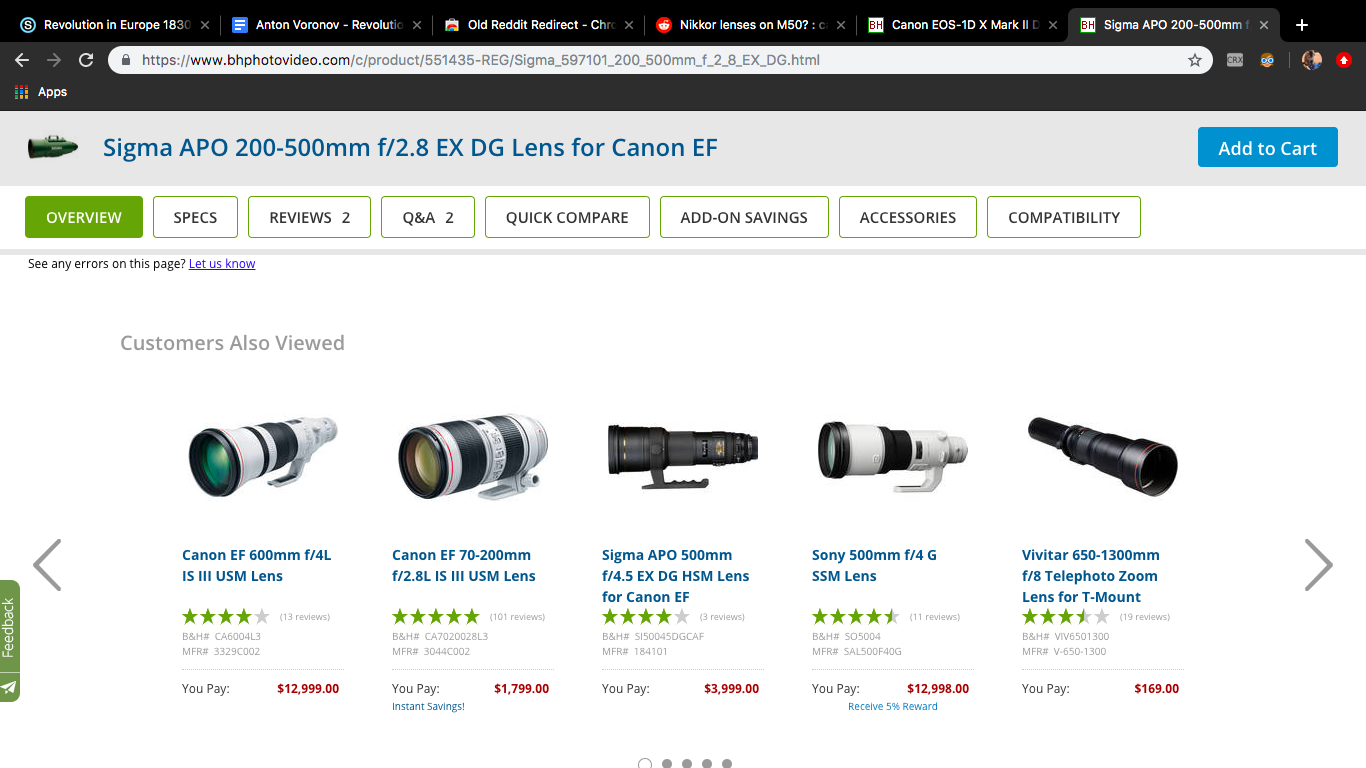 Revolution in Europe 1830
Anton Voronov - Revolutio
Old Reddit Redirect - Chro
Nikkor lenses on M50? : ca
BH Canon EOS-1D X Mark II D
BH Sigma APO 200-500mm f
https://www.bhphotovideo.com/c/product/551435-REG/Sigma_597101_200_500mm_f_2_8_EX_DG.html
CRX
Apps
Sigma APO 200-500mm f/2.8 EX DG Lens for Canon EF
Add to Cart
OVERVIEW
SPECS
REVIEWS 2
Q&A 2
QUICK COMPARE
ADD-ON SAVINGS
ACCESSORIES
COMPATIBILITY
See any errors on this page? Let us know
Customers Also Viewed
Canon EF 600mm f/4L
IS III USM Lens
(13 reviews)
B&H# CA6004L3
MFR# 3329C002
You Pay: $12,999.00
Canon EF 70-200mm
f/2.8L IS III USM Lens
(101 reviews)
B&H# CA7020028L3
MFR# 3044C002
You Pay: $1,799.00
Instant Savings!
Sigma APO 500mm
f/4.5 EX DG HSM Lens
for Canon EF
(3 reviews)
B&H# SI50045DGCAF
MFR# 184101
You Pay: $3,999.00
Sony 500mm f/4 G
SSM Lens
(11 reviews)
B&H# SO5004
MFR# SAL500F40G
You Pay: $12,998.00
Receive 5% Reward
Vivitar 650-1300mm
f/8 Telephoto Zoom
Lens for T-Mount
(19 reviews)
B&H# VIV6501300
MFR# V-650-1300
You Pay: $169.00
Feedback